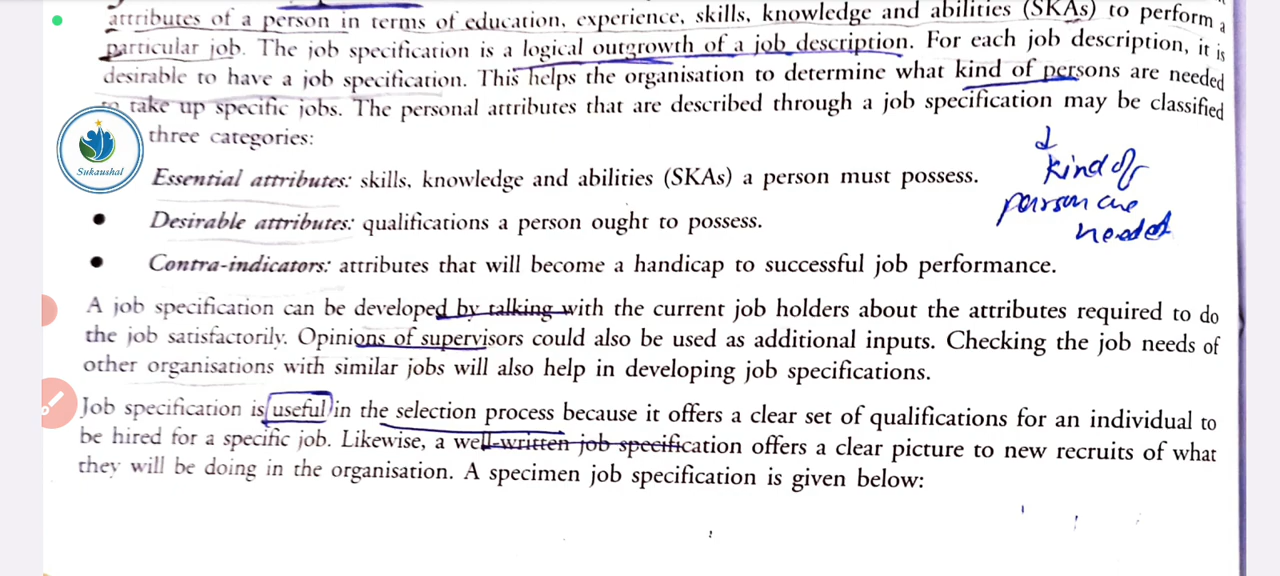 attributes of a person in terms of education, experience, skills, knowledge and abilities (SKAs) to perform a
particular job. The job specification is a logical outgrowth of a job description. For each job description, it is
desirable to have a job specification. This helps the organisation to determine what kind of persons are needed
to take up specific jobs. The personal attributes that are described through a job specification may be classified
three categories:
Sukaushal
Essential attributes: skills, knowledge and abilities (SKAs) a person must possess.
kind of
person are
needed
• Desirable attributes: qualifications a person ought to possess.
• Contra-indicators: attributes that will become a handicap to successful job performance.
A job specification can be developed by talking with the current job holders about the attributes required to do
the job satisfactorily. Opinions of supervisors could also be used as additional inputs. Checking the job needs of
other organisations with similar jobs will also help in developing job specifications.
Job specification is useful in the selection process because it offers a clear set of qualifications for an individual to
be hired for a specific job. Likewise, a well-written job specification offers a clear picture to new recruits of what
they will be doing in the organisation. A specimen job specification is given below: